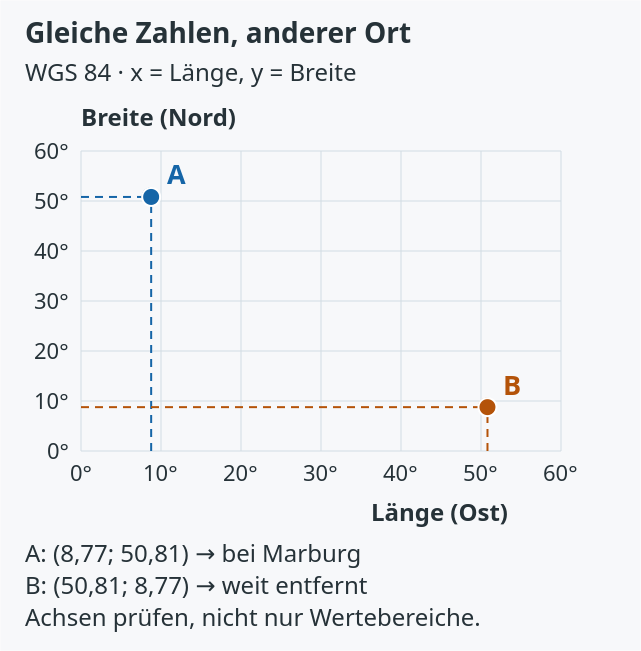 Gleiche Zahlen, anderer Ort
WGS 84 · x = Länge, y = Breite
Breite (Nord)
60°
50°
40°
30°
20°
10°
0°
A
B
0° 10° 20° 30° 40° 50° 60°
Länge (Ost)
A: (8,77; 50,81) → bei Marburg
B: (50,81; 8,77) → weit entfernt
Achsen prüfen, nicht nur Wertebereiche.